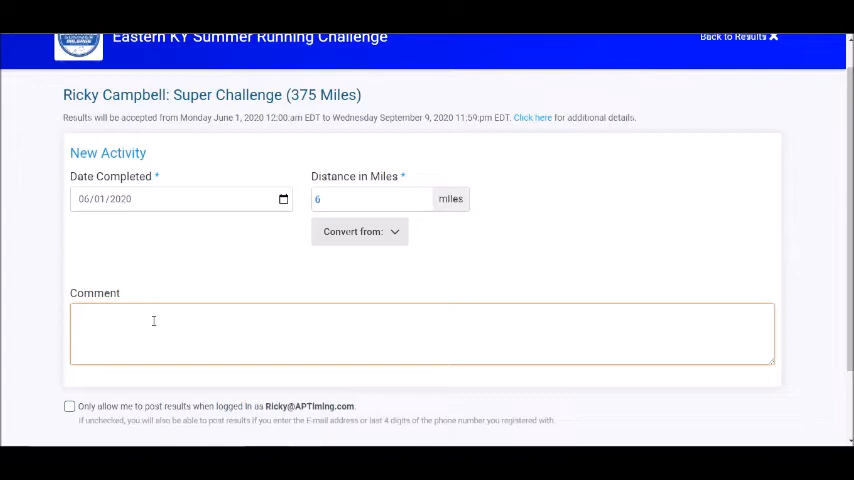 Eastern KY Summer Running Challenge
Back to Results ×
Ricky Campbell: Super Challenge (375 Miles)
Results will be accepted from Monday June 1, 2020 12:00am EDT to Wednesday September 9, 2020 11:59pm EDT. Click here for additional details.
New Activity
Date Completed *
Distance in Miles *
06/01/2020
6 miles
Convert from:
Comment
Only allow me to post results when logged in as Ricky@APTiming.com.
If unchecked, you will also be able to post results if you enter the E-mail address or last 4 digits of the phone number you registered with.